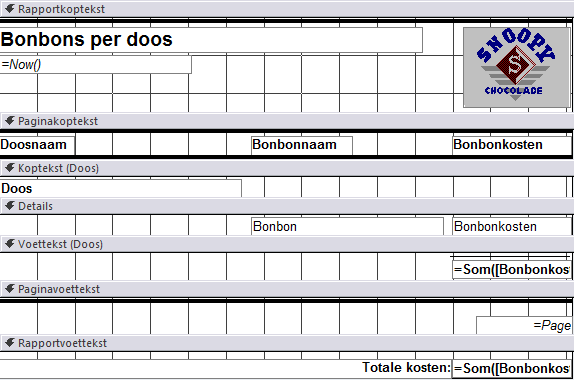 Rapportkoptekst
Bonbons per doos
=Now()
SNOOPY
S
CHOCOLADE
Paginakoptekst
Doosnaam Bonbonnaam Bonbonkosten
Koptekst (Doos)
Doos
Details
Bonbon Bonbonkosten
Voettekst (Doos)
=Som([Bonbonkos
Paginavoettekst
=Page
Rapportvoettekst
Totale kosten: =Som([Bonbonkos